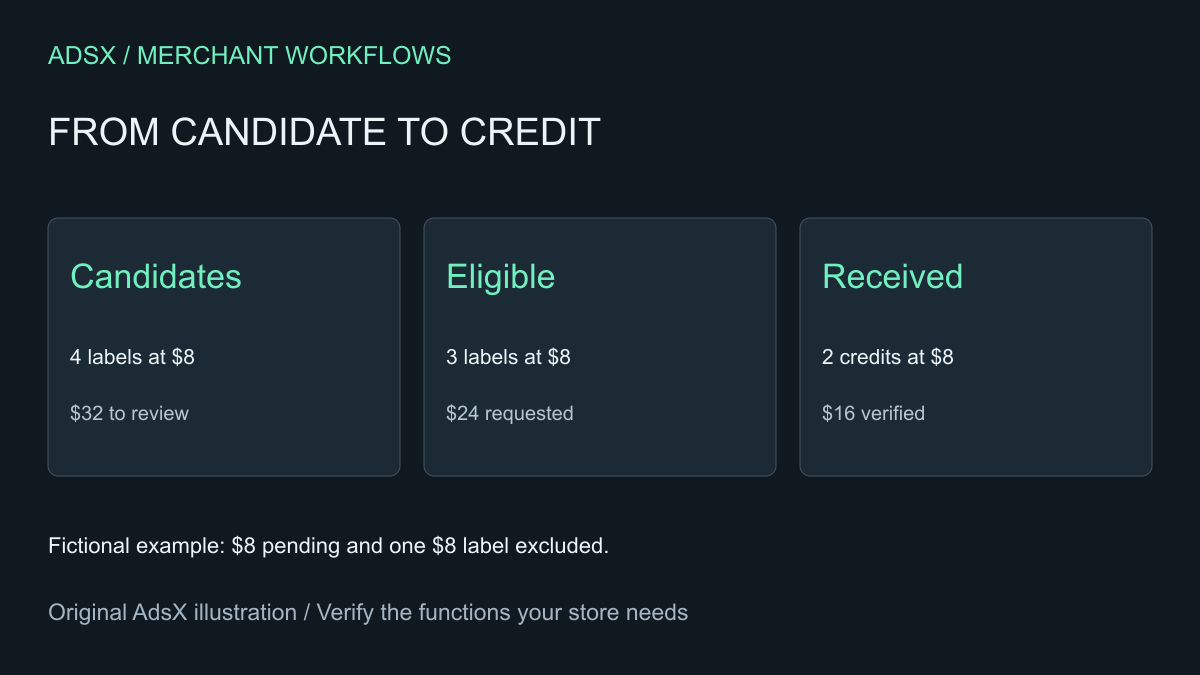 ADSX / MERCHANT WORKFLOWS
FROM CANDIDATE TO CREDIT
Candidates
4 labels at $8
$32 to review
Eligible
3 labels at $8
$24 requested
Received
2 credits at $8
$16 verified
Fictional example: $8 pending and one $8 label excluded.
Original AdsX illustration / Verify the functions your store needs